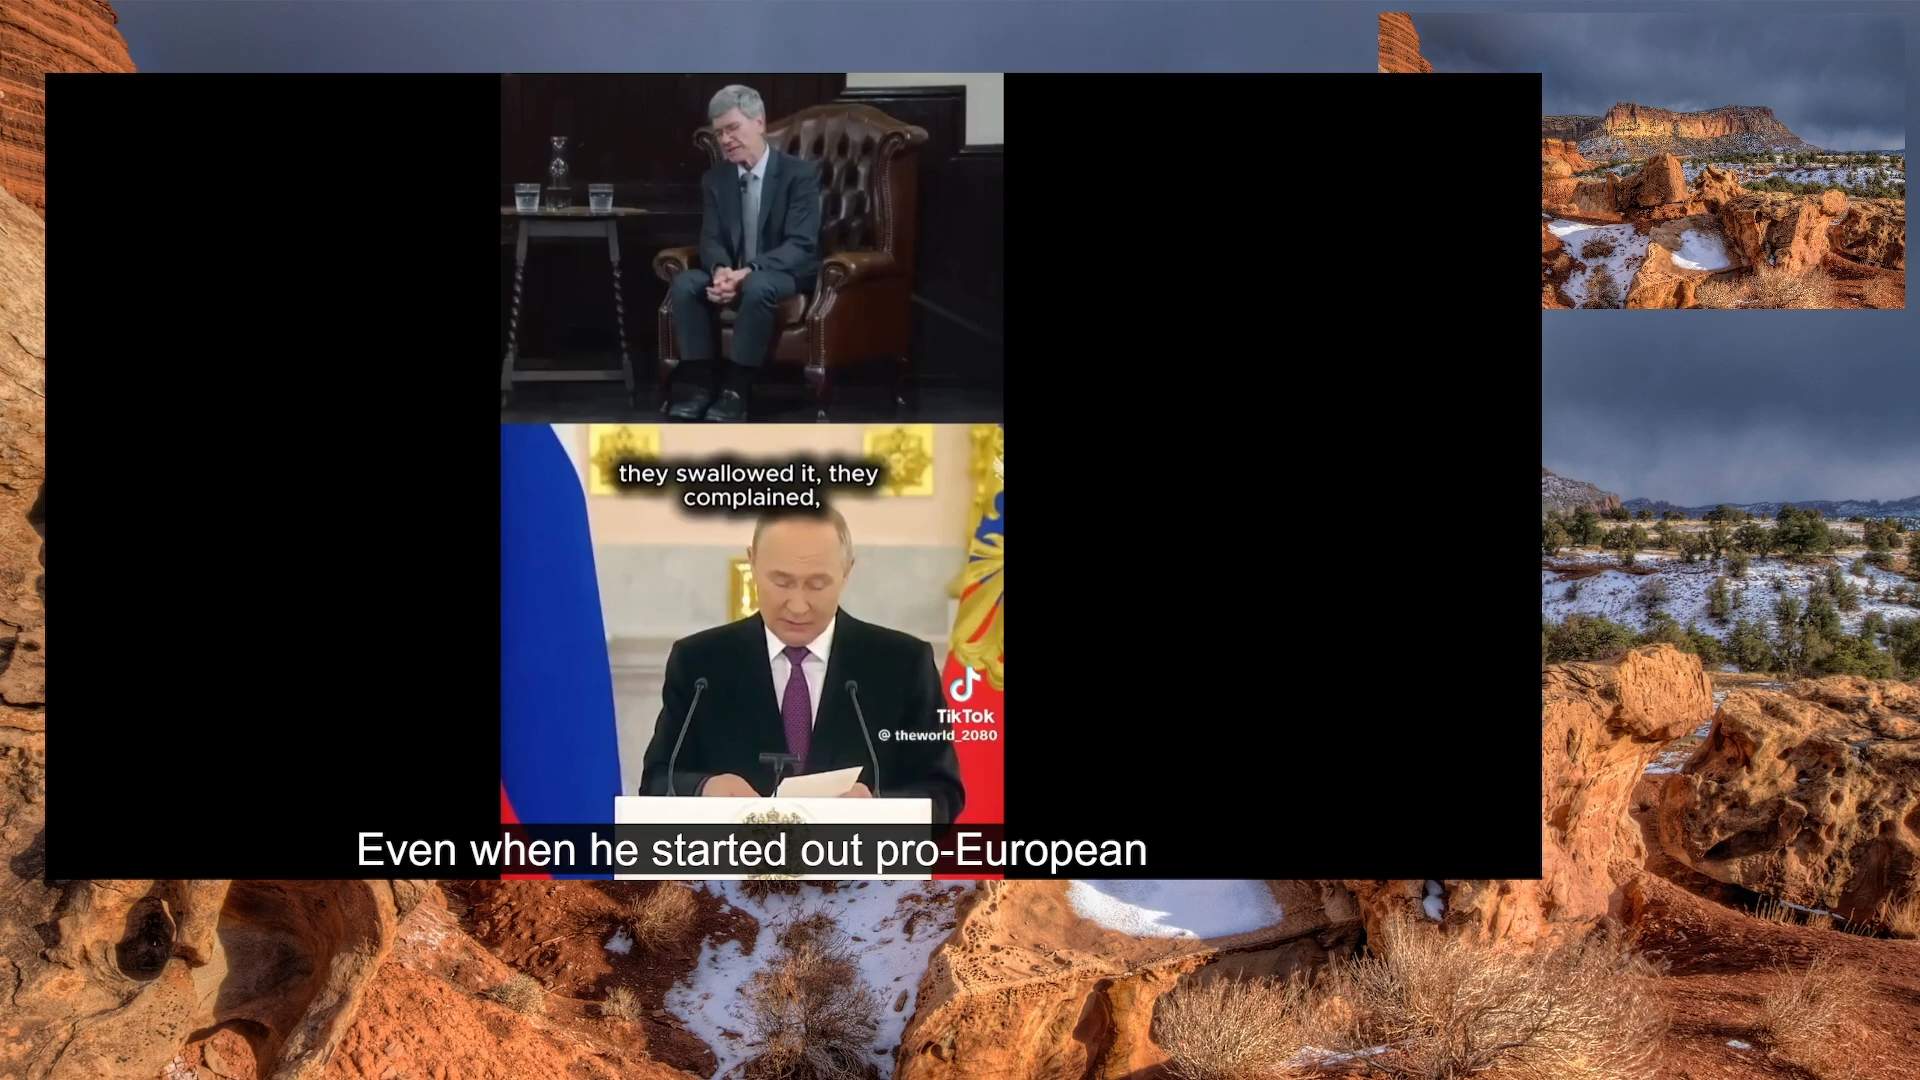 they swallowed it, they
complained,
TikTok
@ theworld_2080
Even when he started out pro-European